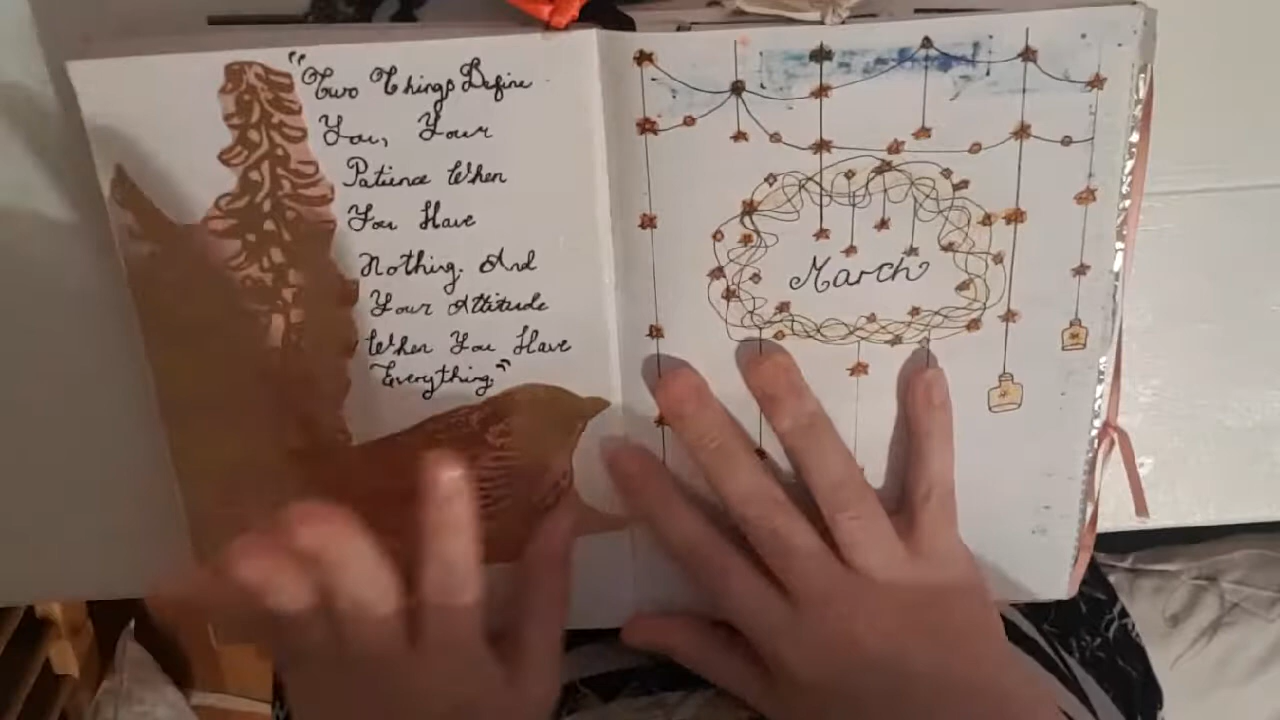 "Two Things Define
You, Your
Patience When
You Have
Nothing. And
Your Attitude
When You Have
Everything"
March